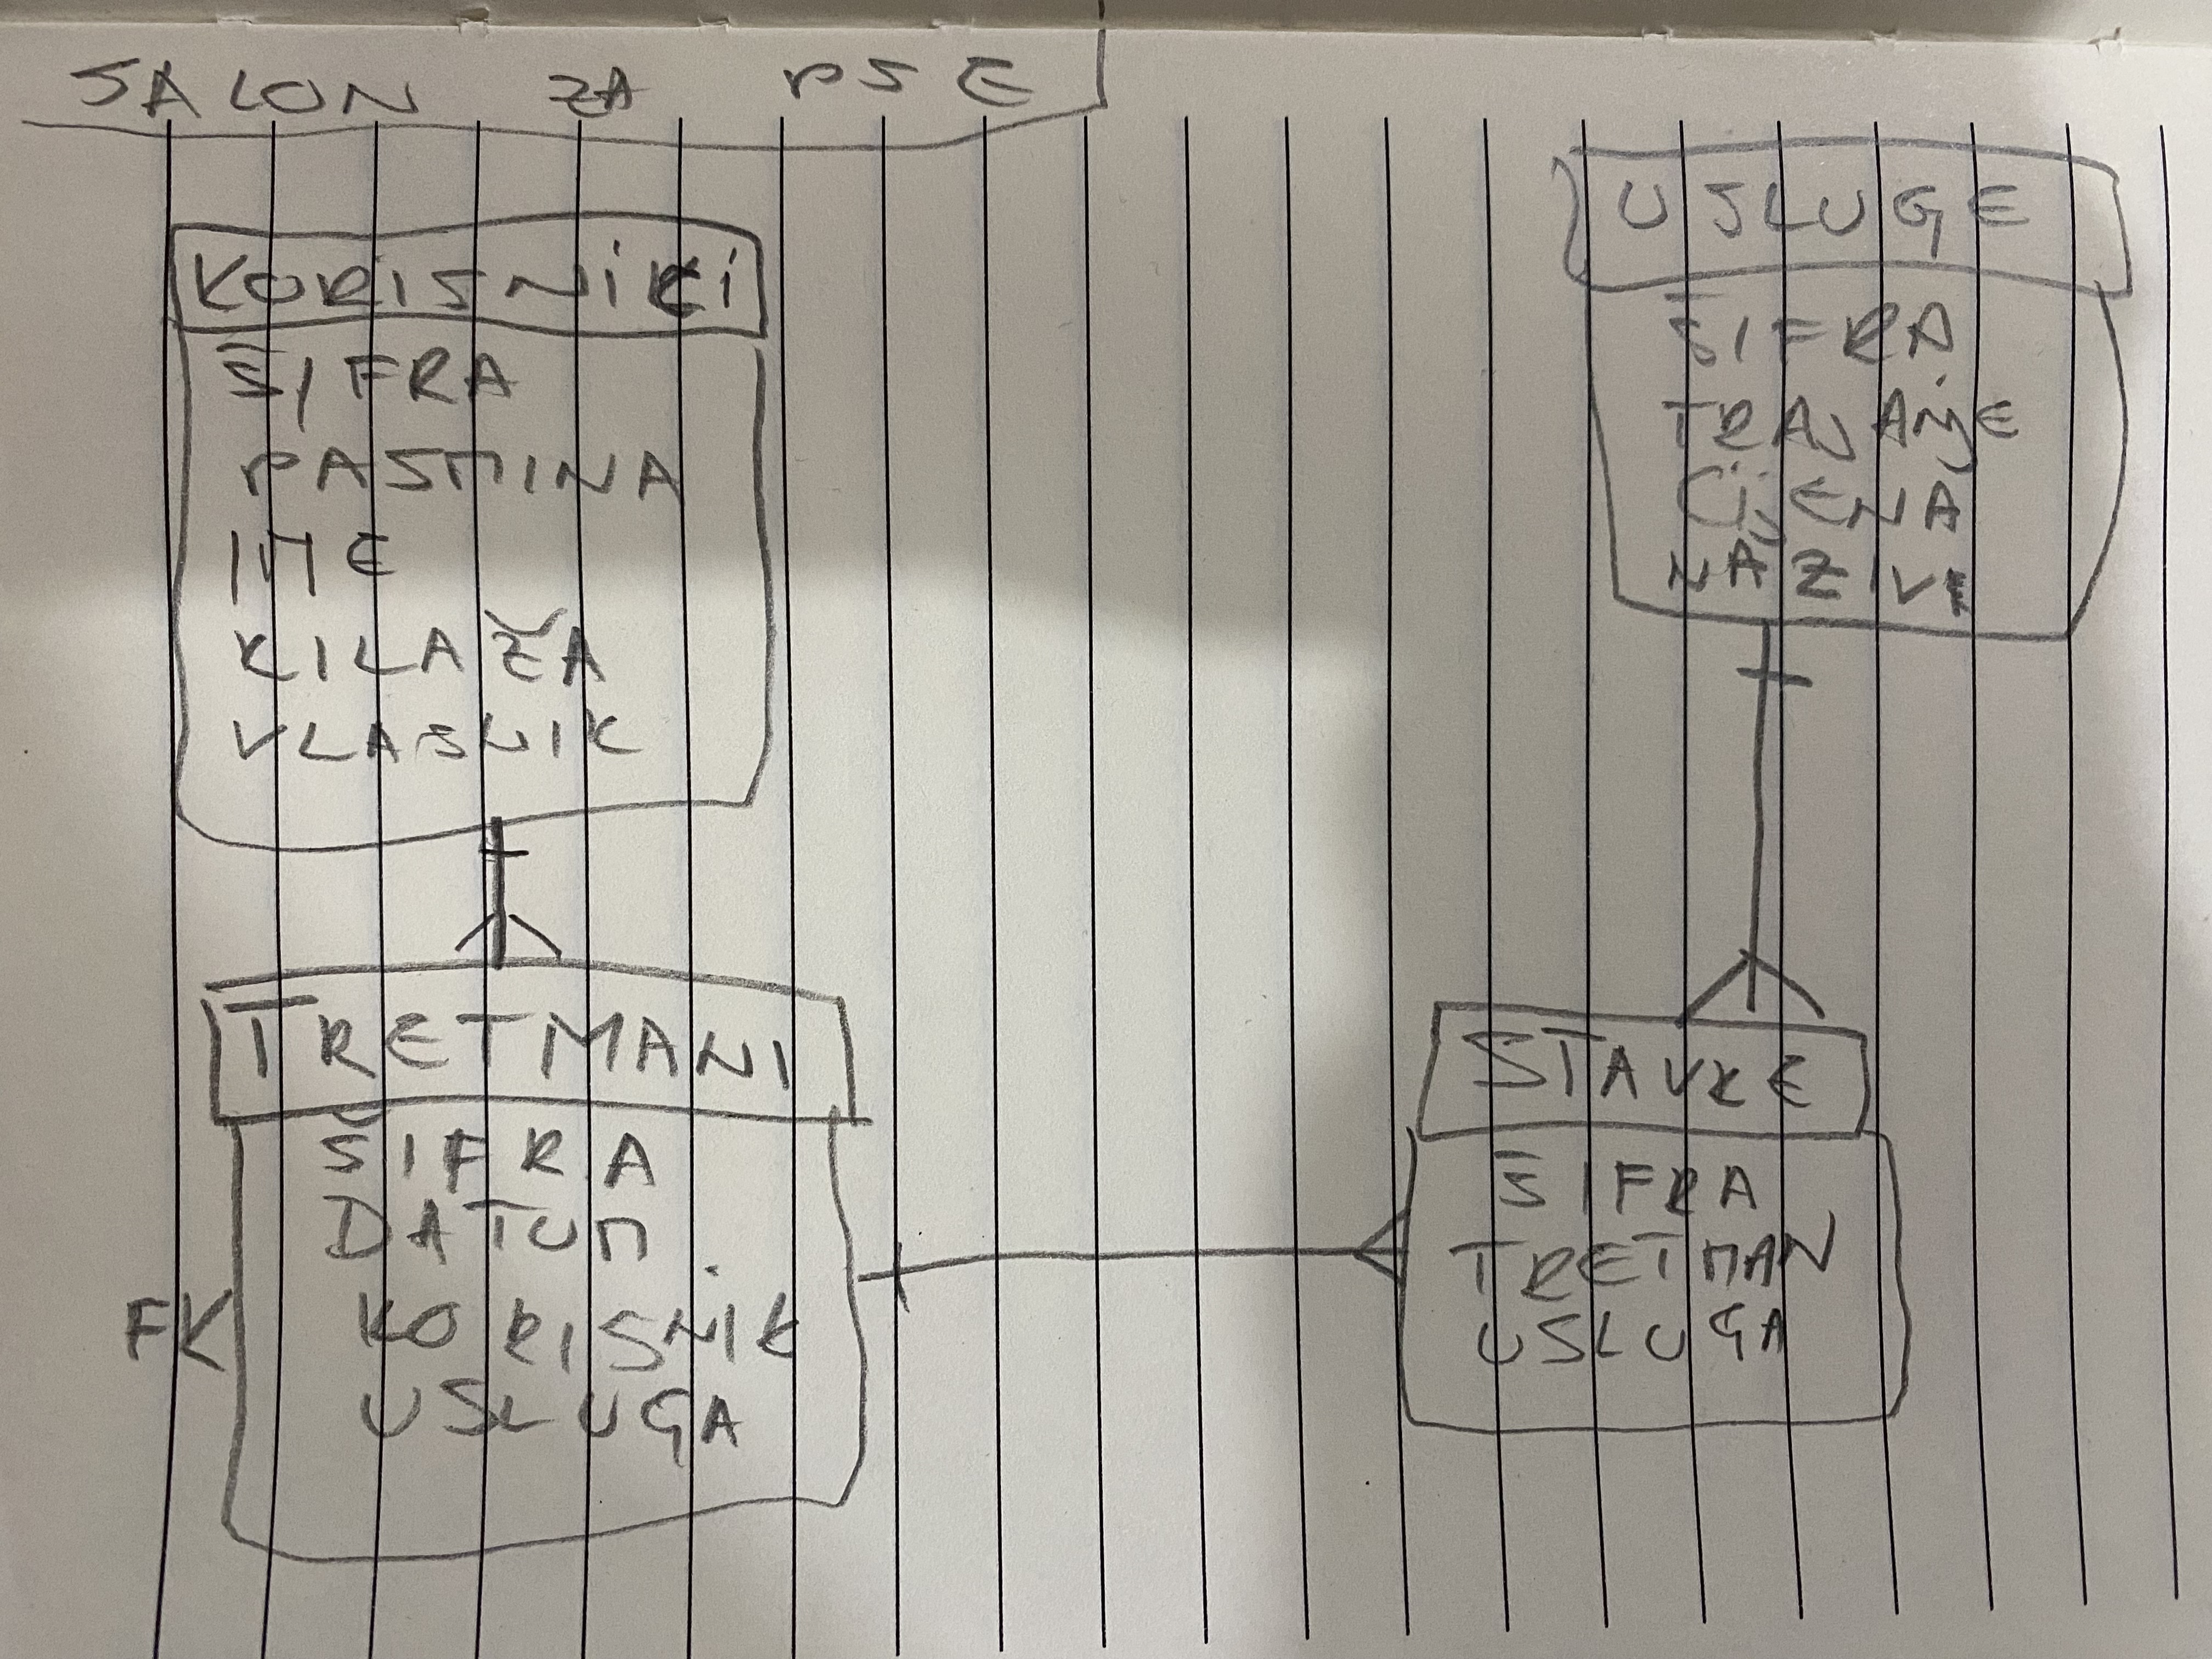 SALON ZA PSE
KORISNIKI
ŠIFRA
PASMINA
IME
KILAŽA
VLASNIK
USLUGE
ŠIFRA
TRAJANJE
CIJENA
NAZIV
TRETMANI
ŠIFRA
DATUM
FK KORISNIK
USLUGA
STAVKE
ŠIFRA
TRETMAN
USLUGA